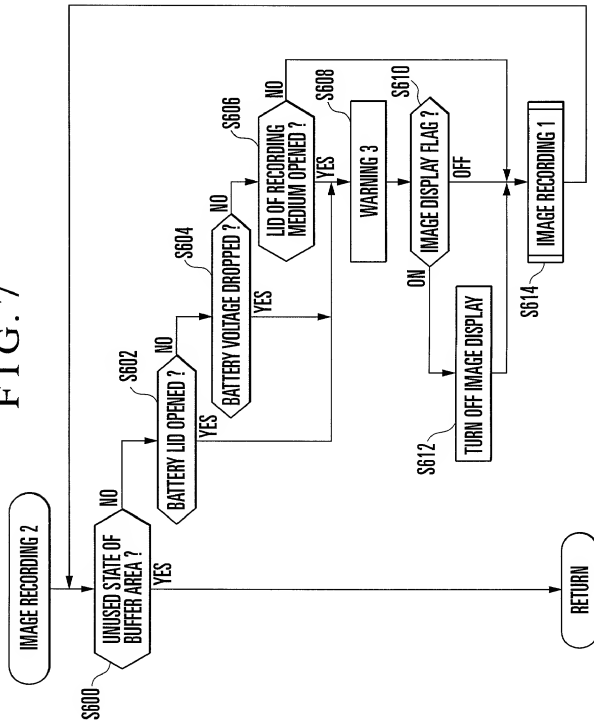 FIG. 7
IMAGE RECORDING 2
S600
UNUSED STATE OF
BUFFER AREA ?
NO
YES
S602
BATTERY LID OPENED ?
NO
YES
S604
BATTERY VOLTAGE DROPPED ?
NO
YES
S606
LID OF RECORDING
MEDIUM OPENED ?
NO
YES
S608
WARNING 3
S610
IMAGE DISPLAY FLAG ?
ON
OFF
S612
TURN OFF IMAGE DISPLAY
S614
IMAGE RECORDING 1
RETURN